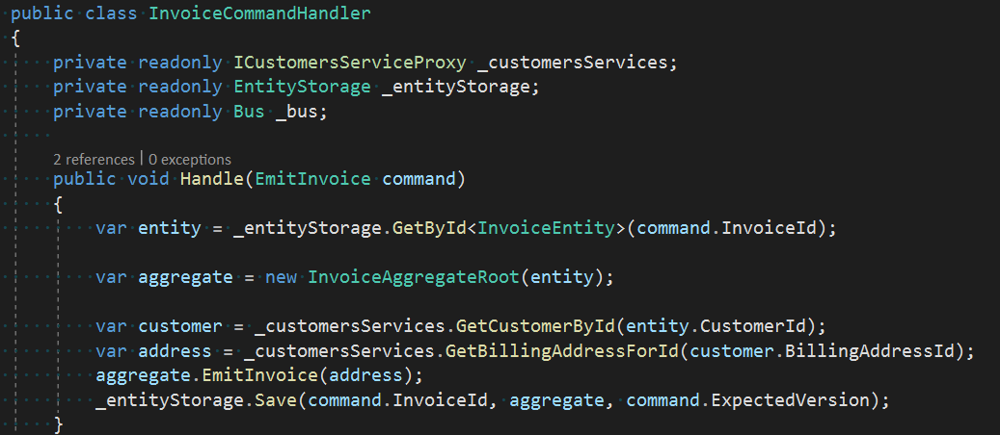 public class InvoiceCommandHandler
{
private readonly ICustomersServiceProxy _customersServices;
private readonly EntityStorage _entityStorage;
private readonly Bus _bus;
2 references | 0 exceptions
public void Handle(EmitInvoice command)
{
var entity = _entityStorage.GetById<InvoiceEntity>(command.InvoiceId);
var aggregate = new InvoiceAggregateRoot(entity);
var customer = _customersServices.GetCustomerById(entity.CustomerId);
var address = _customersServices.GetBillingAddressForId(customer.BillingAddressId);
aggregate.EmitInvoice(address);
_entityStorage.Save(command.InvoiceId, aggregate, command.ExpectedVersion);
}